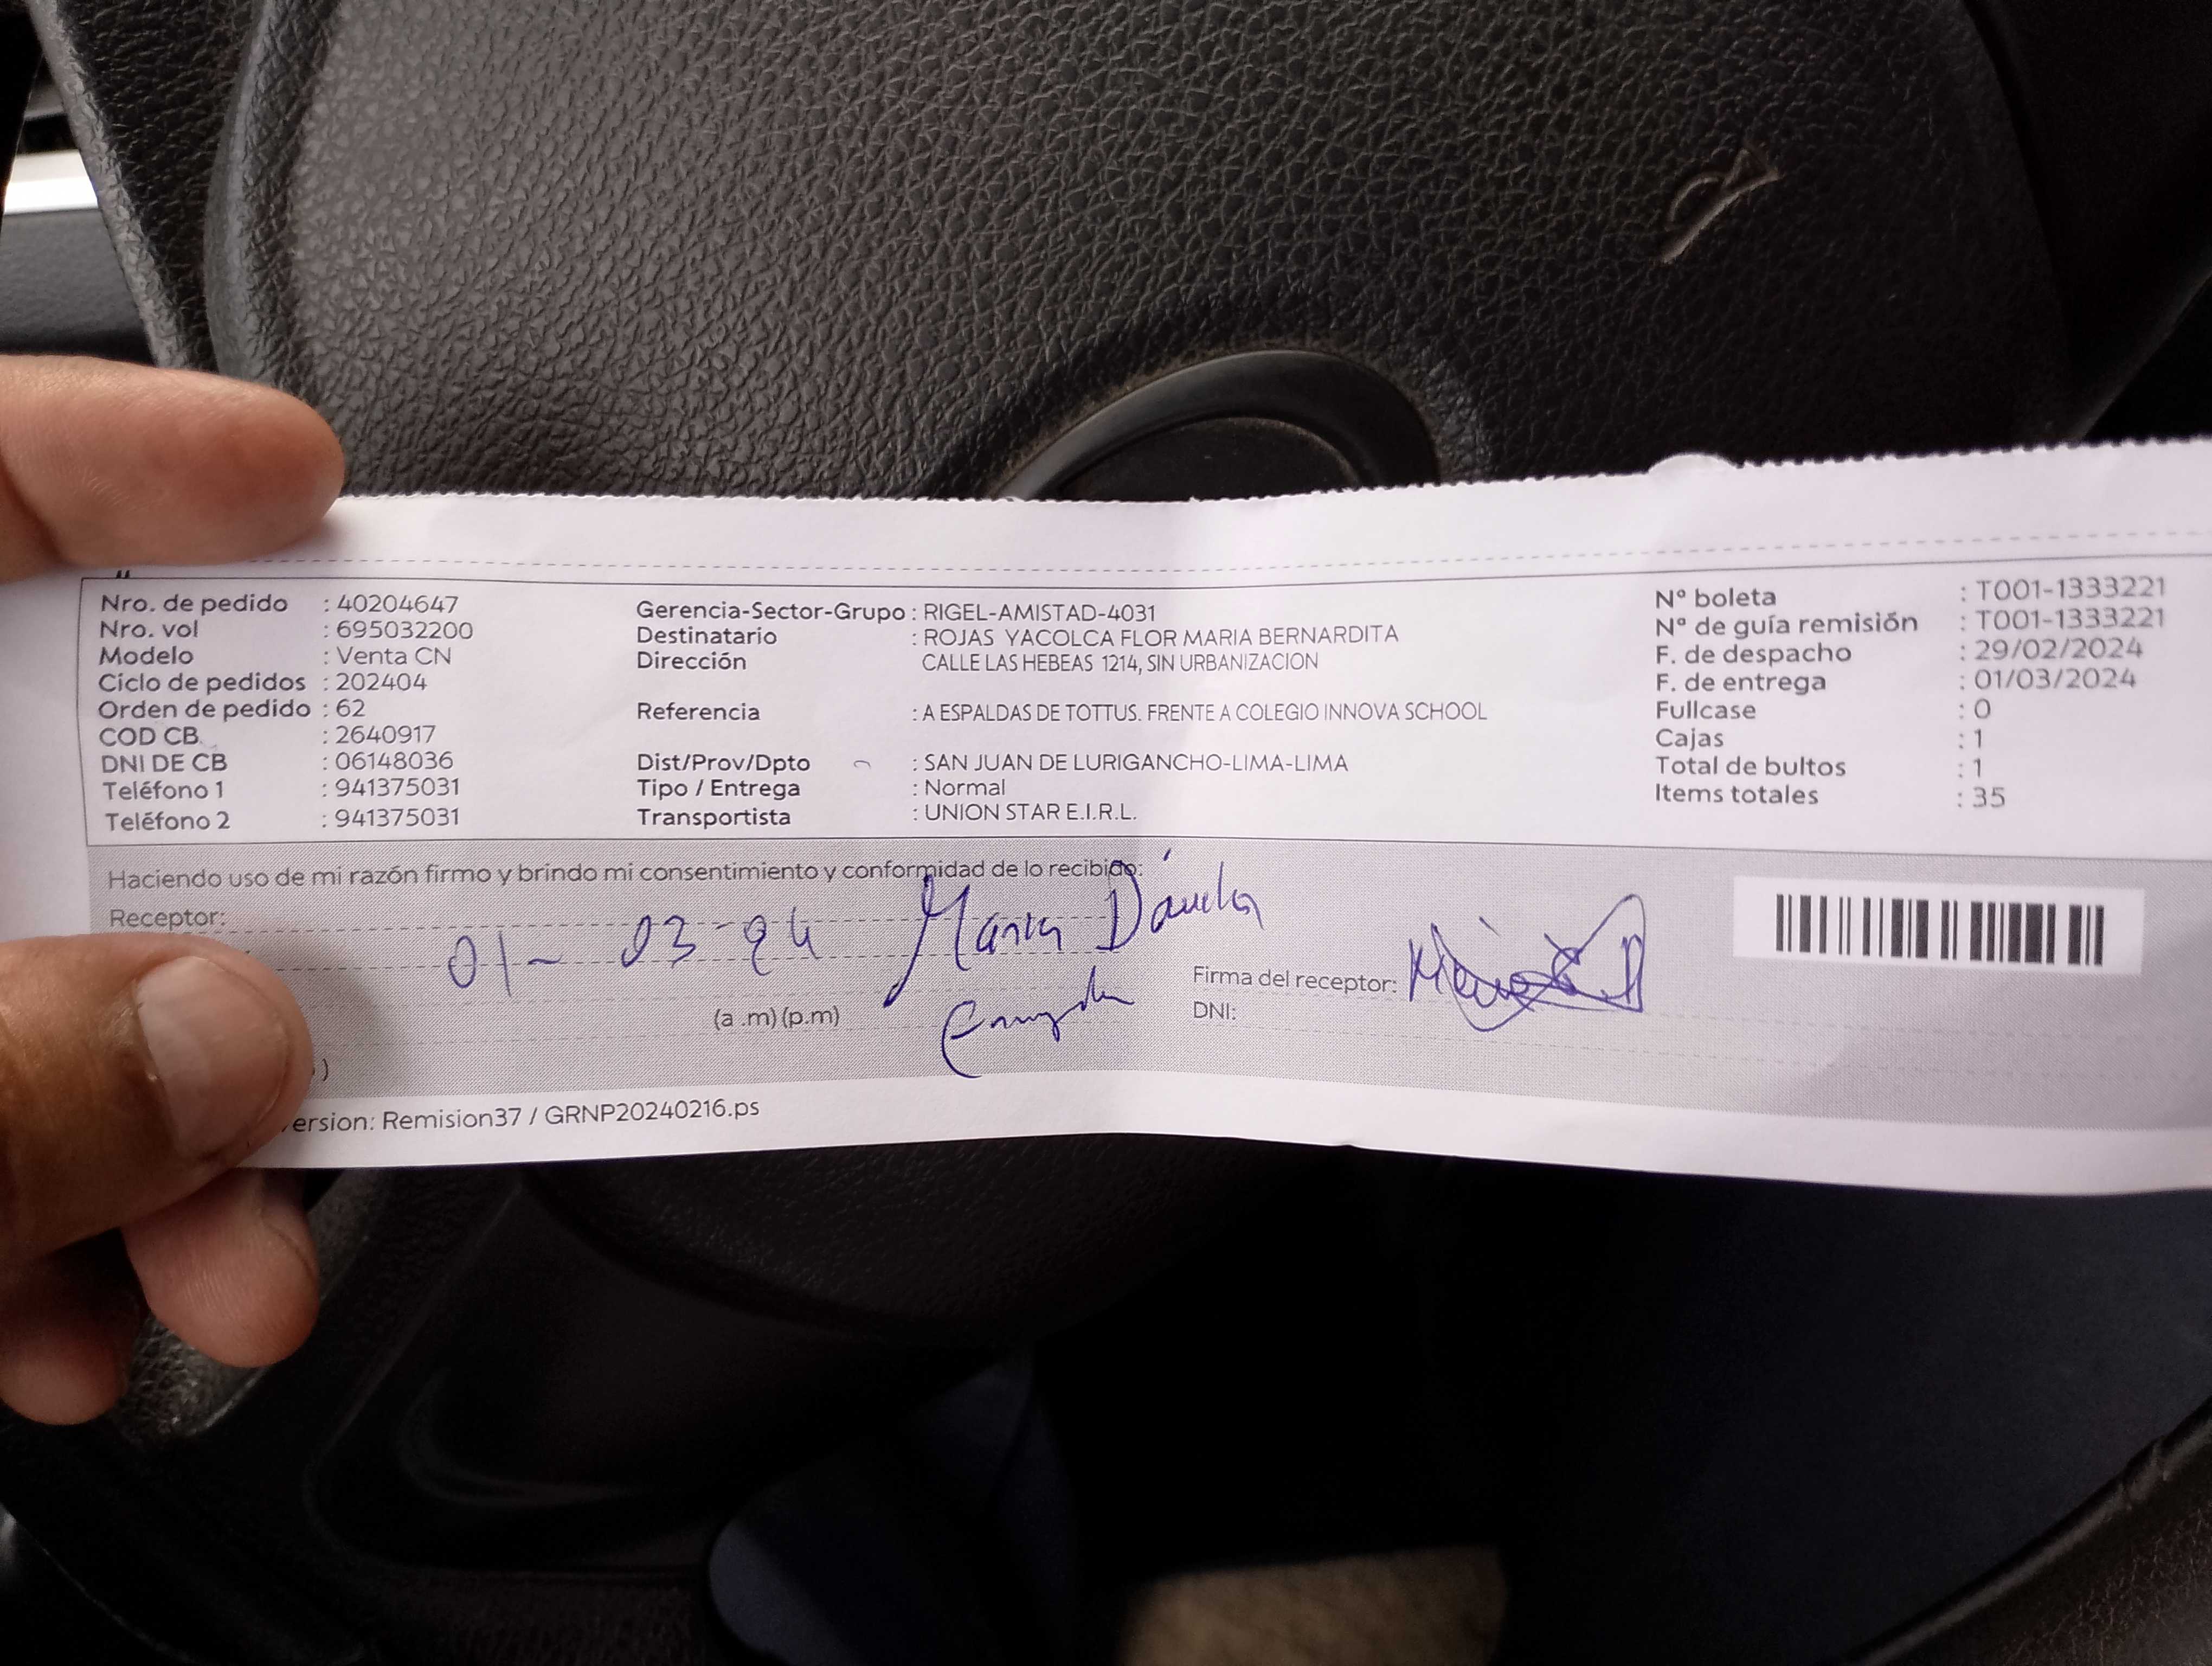 Nro. de pedido : 40204647
Nro. vol : 695032200
Modelo : Venta CN
Ciclo de pedidos : 202404
Orden de pedido : 62
COD CB : 2640917
DNI DE CB : 06148036
Teléfono 1 : 941375031
Teléfono 2 : 941375031
Gerencia-Sector-Grupo : RIGEL-AMISTAD-4031
Destinatario : ROJAS YACOLCA FLOR MARIA BERNARDITA
Dirección CALLE LAS HEBEAS 1214, SIN URBANIZACION
Referencia : A ESPALDAS DE TOTTUS. FRENTE A COLEGIO INNOVA SCHOOL
Dist/Prov/Dpto : SAN JUAN DE LURIGANCHO-LIMA-LIMA
Tipo / Entrega : Normal
Transportista : UNION STAR E.I.R.L.
Nº boleta : T001-1333221
Nº de guía remisión : T001-1333221
F. de despacho : 29/02/2024
F. de entrega : 01/03/2024
Fullcase : 0
Cajas : 1
Total de bultos : 1
Items totales : 35
Haciendo uso de mi razón firmo y brindo mi consentimiento y conformidad de lo recibido:
Receptor:
01- 03-24 Maria Dávila
(a .m) (p.m)
Firma del receptor:
DNI:
)
ersion: Remision37 / GRNP20240216.ps